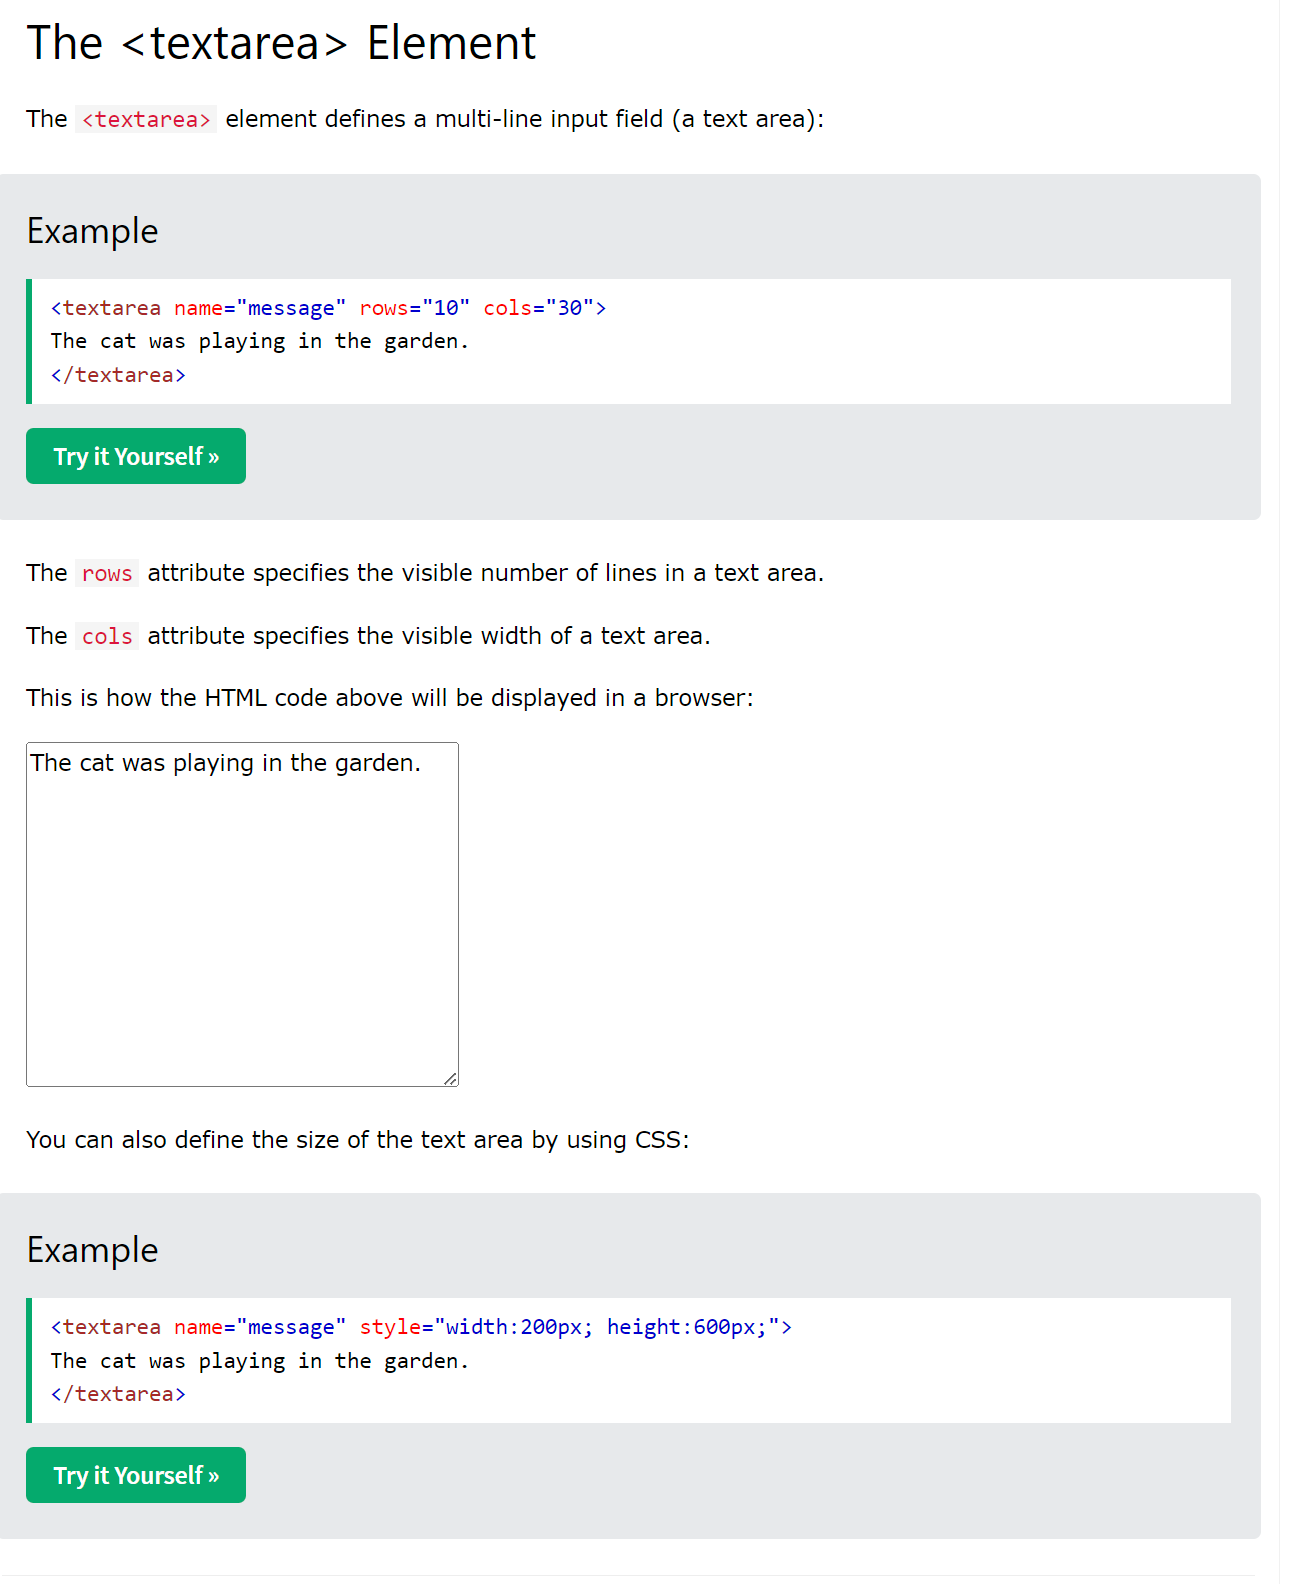 The <textarea> Element
The <textarea> element defines a multi-line input field (a text area):
Example
<textarea name="message" rows="10" cols="30">
The cat was playing in the garden.
</textarea>
Try it Yourself »
The rows attribute specifies the visible number of lines in a text area.
The cols attribute specifies the visible width of a text area.
This is how the HTML code above will be displayed in a browser:
The cat was playing in the garden.
You can also define the size of the text area by using CSS:
Example
<textarea name="message" style="width:200px; height:600px;">
The cat was playing in the garden.
</textarea>
Try it Yourself »